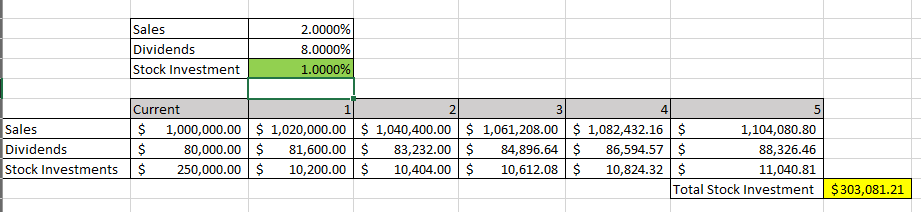 Sales 2.0000%
Dividends 8.0000%
Stock Investment 1.0000%
Current 1 2 3 4 5
Sales $ 1,000,000.00 $ 1,020,000.00 $ 1,040,400.00 $ 1,061,208.00 $ 1,082,432.16 $ 1,104,080.80
Dividends $ 80,000.00 $ 81,600.00 $ 83,232.00 $ 84,896.64 $ 86,594.57 $ 88,326.46
Stock Investments $ 250,000.00 $ 10,200.00 $ 10,404.00 $ 10,612.08 $ 10,824.32 $ 11,040.81
Total Stock Investment $303,081.21